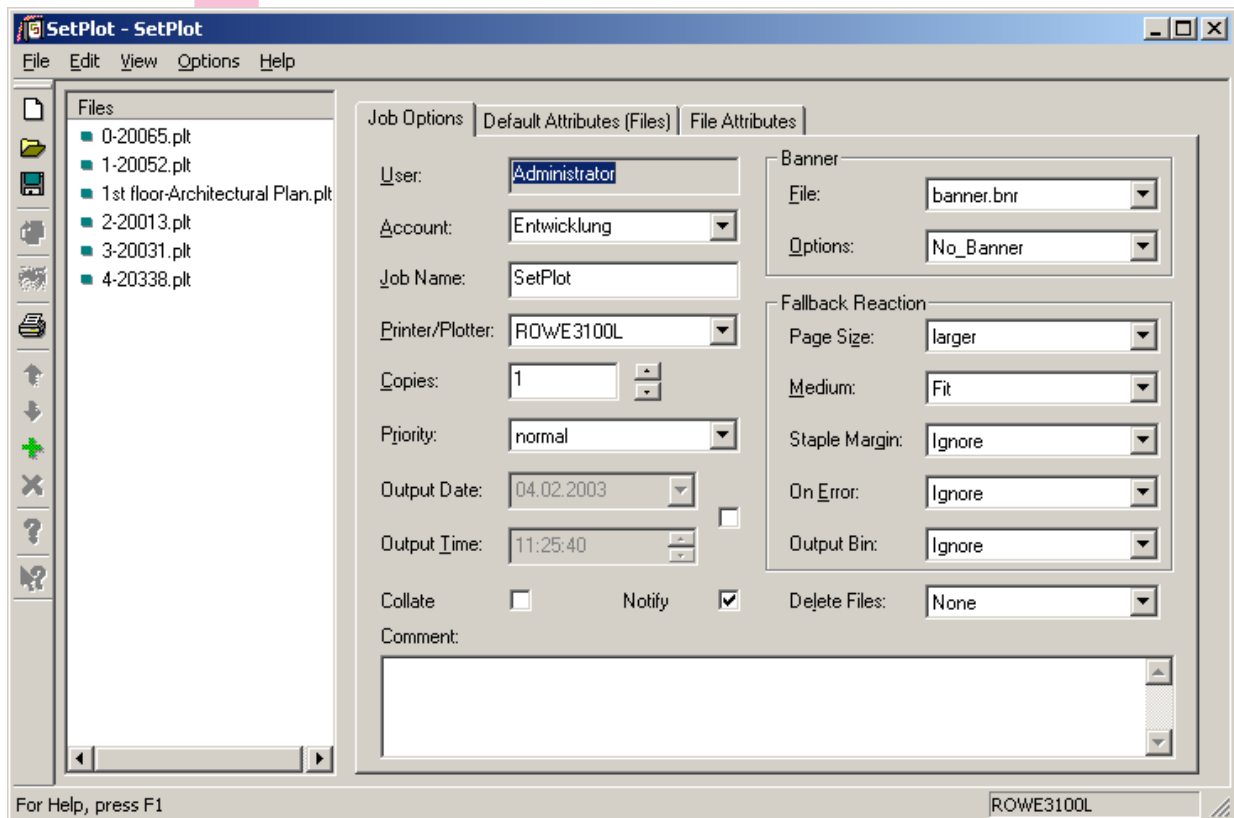 SetPlot - SetPlot
File Edit View Options Help
Files
0-20065.plt
1-20052.plt
1st floor-Architectural Plan.plt
2-20013.plt
3-20031.plt
4-20338.plt
Job Options Default Attributes (Files) File Attributes
User: Administrator
Account: Entwicklung
Job Name: SetPlot
Printer/Plotter: ROWE3100L
Copies: 1
Priority: normal
Output Date: 04.02.2003
Output Time: 11:25:40
Collate Notify
Banner
File: banner.bnr
Options: No_Banner
Fallback Reaction
Page Size: larger
Medium: Fit
Staple Margin: Ignore
On Error: Ignore
Output Bin: Ignore
Delete Files: None
Comment:
For Help, press F1 ROWE3100L